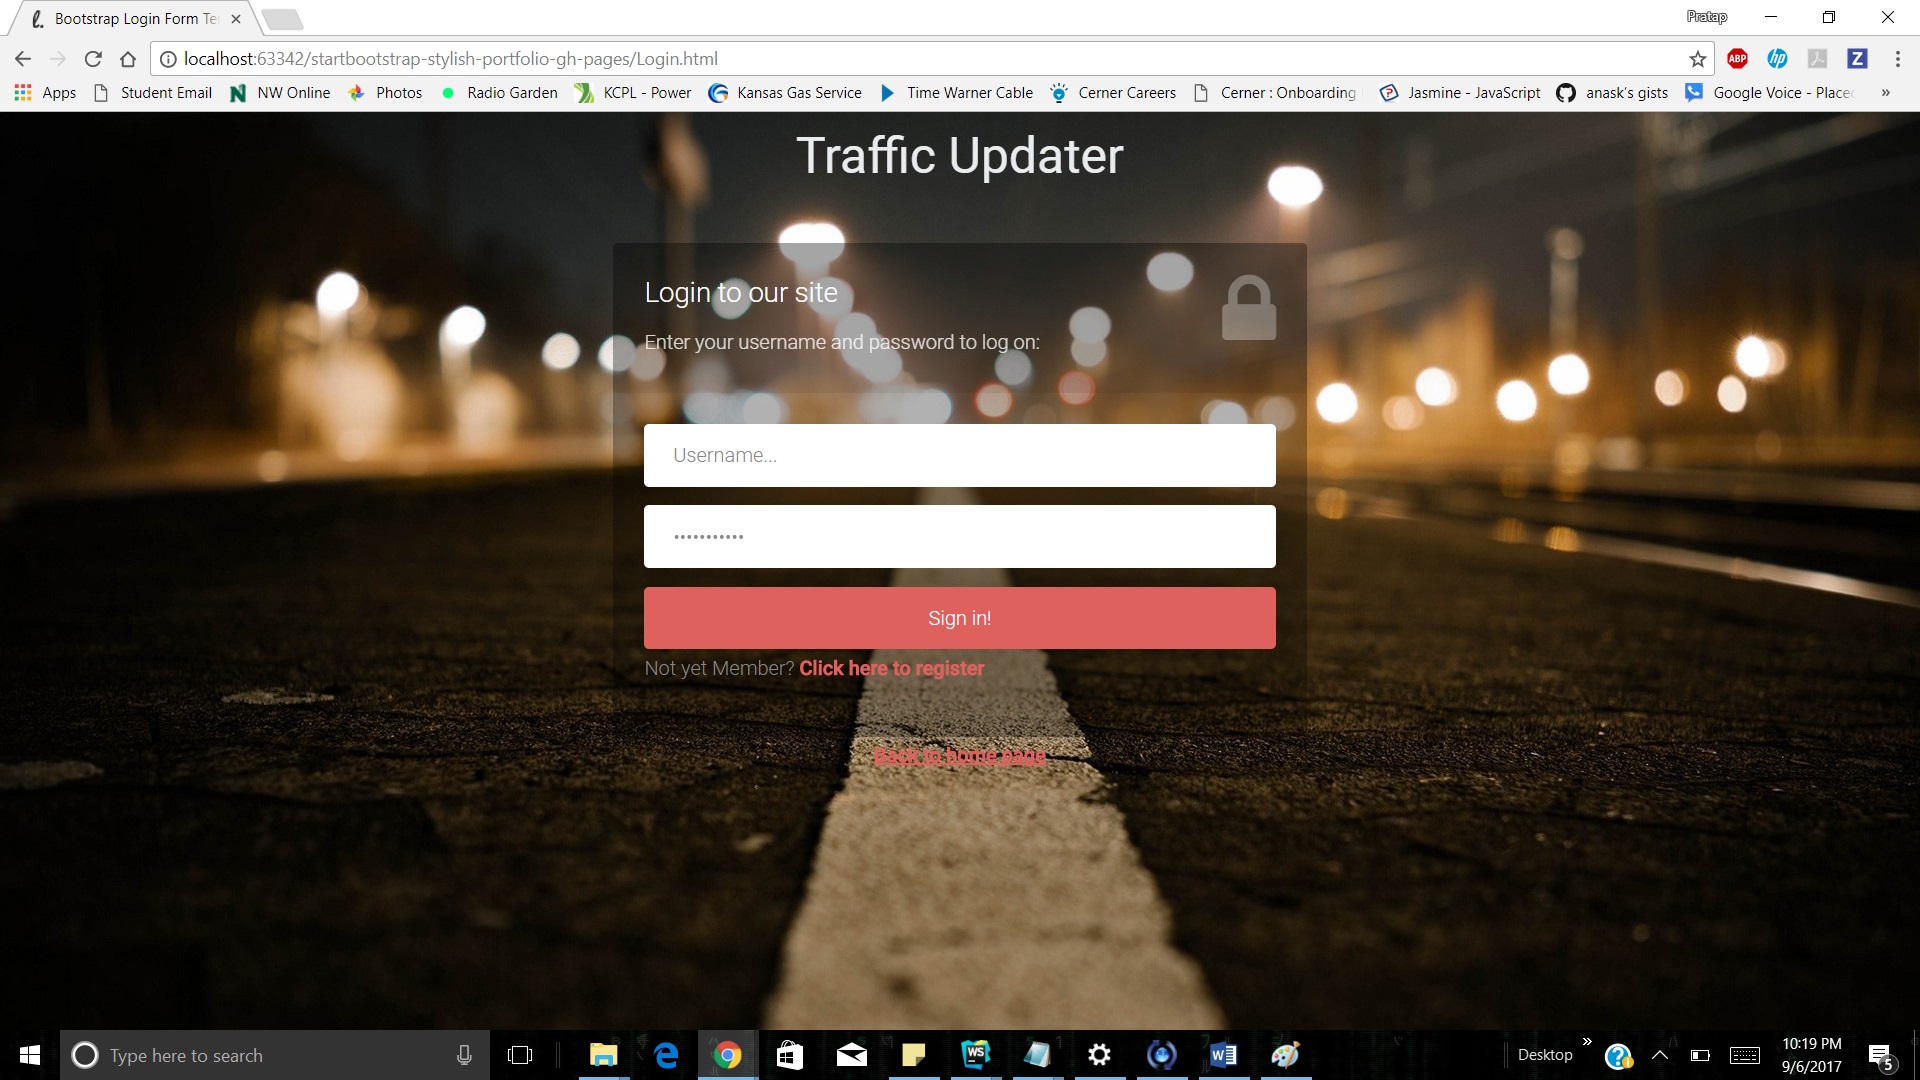 Bootstrap Login Form Te
Pratap
localhost:63342/startbootstrap-stylish-portfolio-gh-pages/Login.html
ABP
hp
Z
Apps Student Email NW Online Photos Radio Garden KCPL - Power Kansas Gas Service Time Warner Cable Cerner Careers Cerner : Onboarding Jasmine - JavaScript anask's gists Google Voice - Place »
Traffic Updater
Login to our site
Enter your username and password to log on:
Username...
Sign in!
Not yet Member? Click here to register
Back to home page
Type here to search
WS
W
Desktop »
10:19 PM
9/6/2017
5